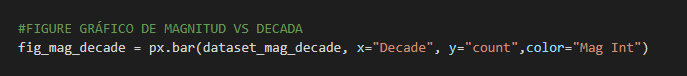 #FIGURE GRÁFICO DE MAGNITUD VS DECADA
fig_mag_decade = px.bar(dataset_mag_decade, x="Decade", y="count",color="Mag Int")